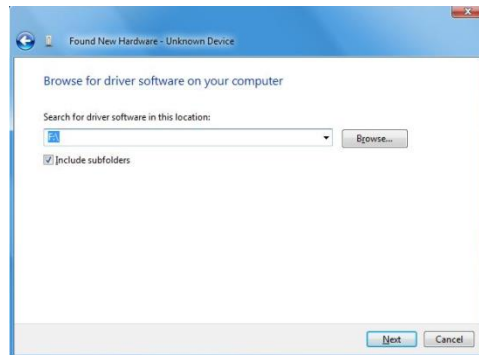 Found New Hardware - Unknown Device
Browse for driver software on your computer
Search for driver software in this location:
F:\
Browse...
Include subfolders
Next
Cancel